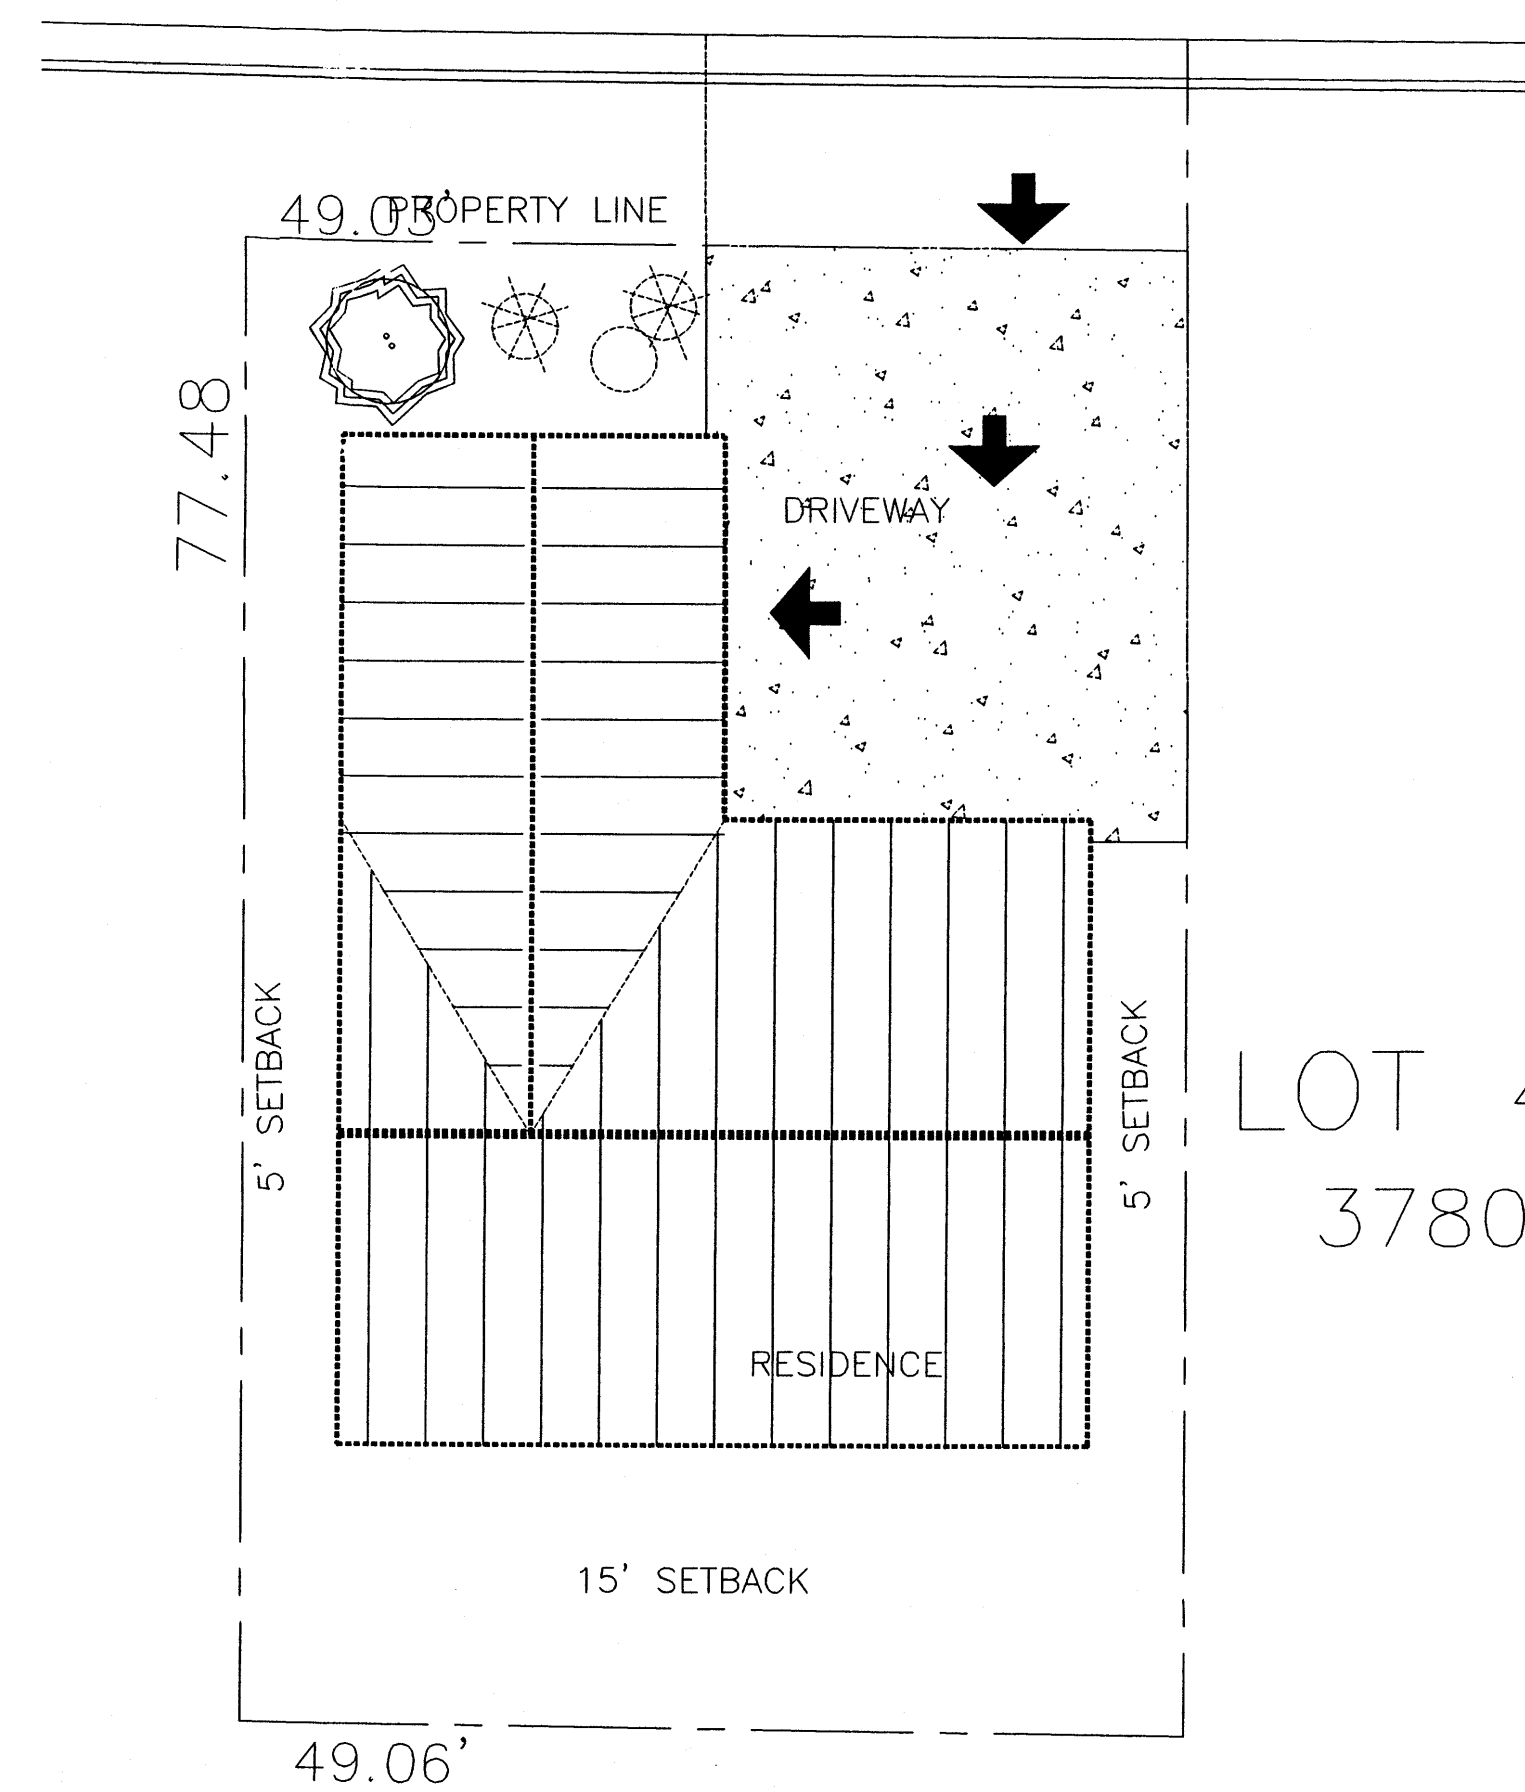 49.03'
PROPERTY LINE
77.48
DRIVEWAY
5' SETBACK
5' SETBACK
LOT
3780
RESIDENCE
15' SETBACK
49.06'